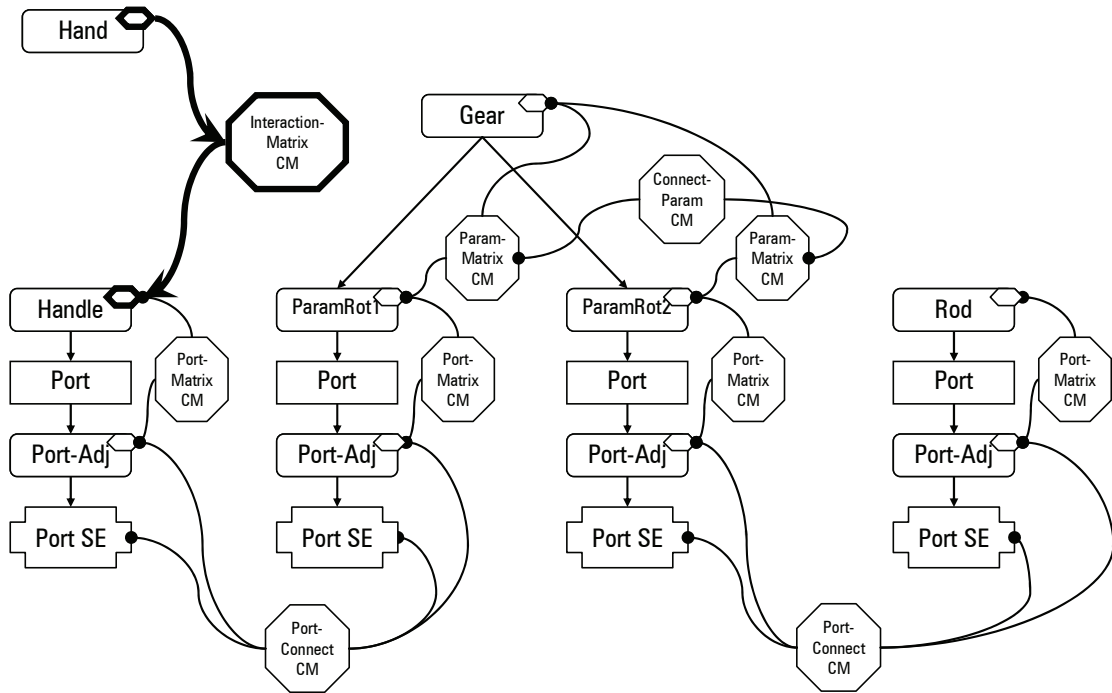 Hand
Interaction-
Matrix
CM
Gear
Connect-
Param
CM
Param-
Matrix
CM
Param-
Matrix
CM
Handle
ParamRot1
ParamRot2
Rod
Port-
Matrix
CM
Port-
Matrix
CM
Port-
Matrix
CM
Port-
Matrix
CM
Port
Port
Port
Port
Port-Adj
Port-Adj
Port-Adj
Port-Adj
Port SE
Port SE
Port SE
Port SE
Port-
Connect
CM
Port-
Connect
CM